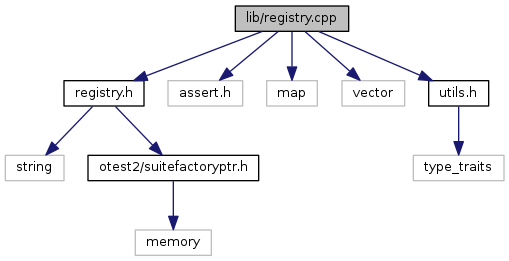 lib/registry.cpp
registry.h
assert.h
map
vector
utils.h
string
otest2/suitefactoryptr.h
type_traits
memory